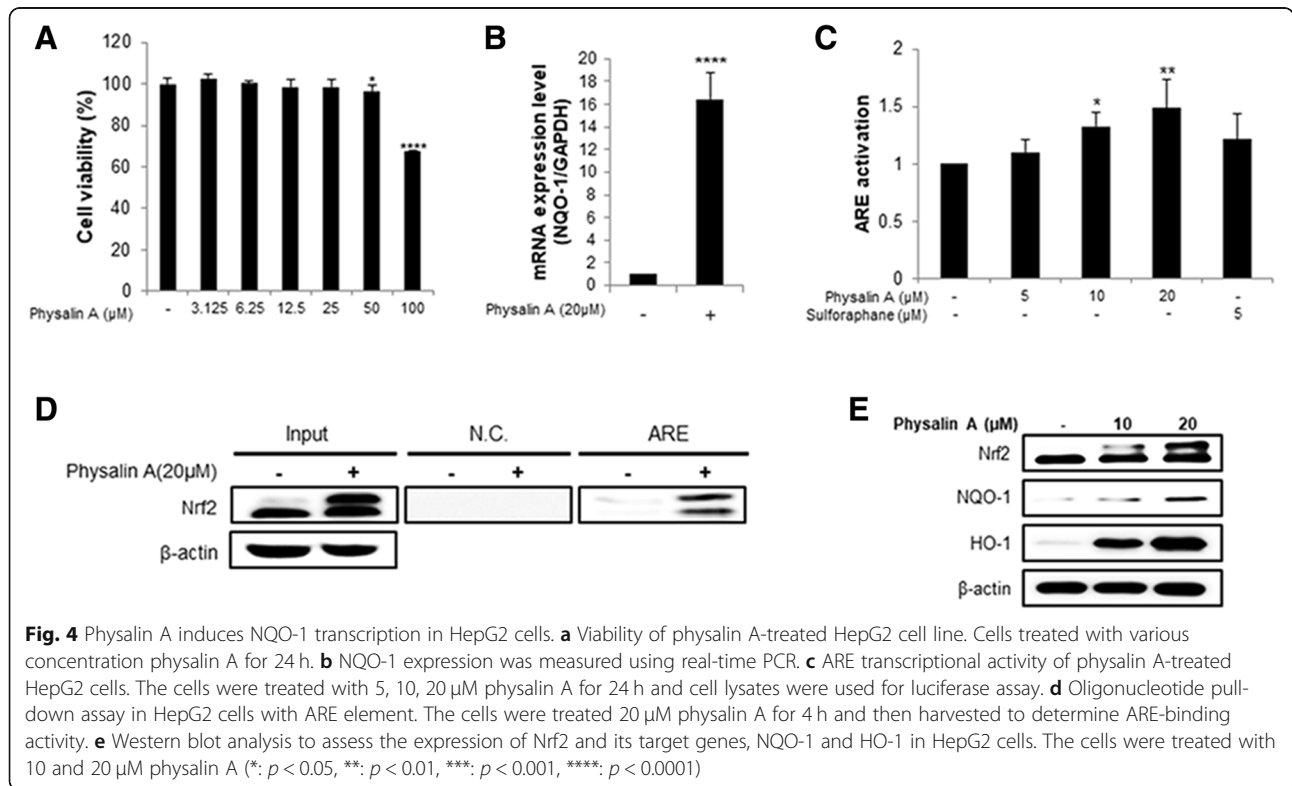 A
120
100
80
60
40
20
0
Cell viability (%)
*
****
Physalin A (µM)
- 3.125 6.25 12.5 25 50 100
B
20
18
16
14
12
10
8
6
4
2
0
mRNA expression level
(NQO-1/GAPDH)
****
Physalin A (20µM)
- +
C
2
1.5
1
0.5
0
ARE activation
*
**
Physalin A (µM) - 5 10 20 -
Sulforaphane (µM) - - - - 5
D
Input N.C. ARE
Physalin A(20µM) - + - + - +
Nrf2
β-actin
E
Physalin A (µM) - 10 20
Nrf2
NQO-1
HO-1
β-actin
Fig. 4 Physalin A induces NQO-1 transcription in HepG2 cells. a Viability of physalin A-treated HepG2 cell line. Cells treated with various
concentration physalin A for 24 h. b NQO-1 expression was measured using real-time PCR. c ARE transcriptional activity of physalin A-treated
HepG2 cells. The cells were treated with 5, 10, 20 µM physalin A for 24 h and cell lysates were used for luciferase assay. d Oligonucleotide pull-
down assay in HepG2 cells with ARE element. The cells were treated 20 µM physalin A for 4 h and then harvested to determine ARE-binding
activity. e Western blot analysis to assess the expression of Nrf2 and its target genes, NQO-1 and HO-1 in HepG2 cells. The cells were treated with
10 and 20 µM physalin A (*: p < 0.05, **: p < 0.01, ***: p < 0.001, ****: p < 0.0001)